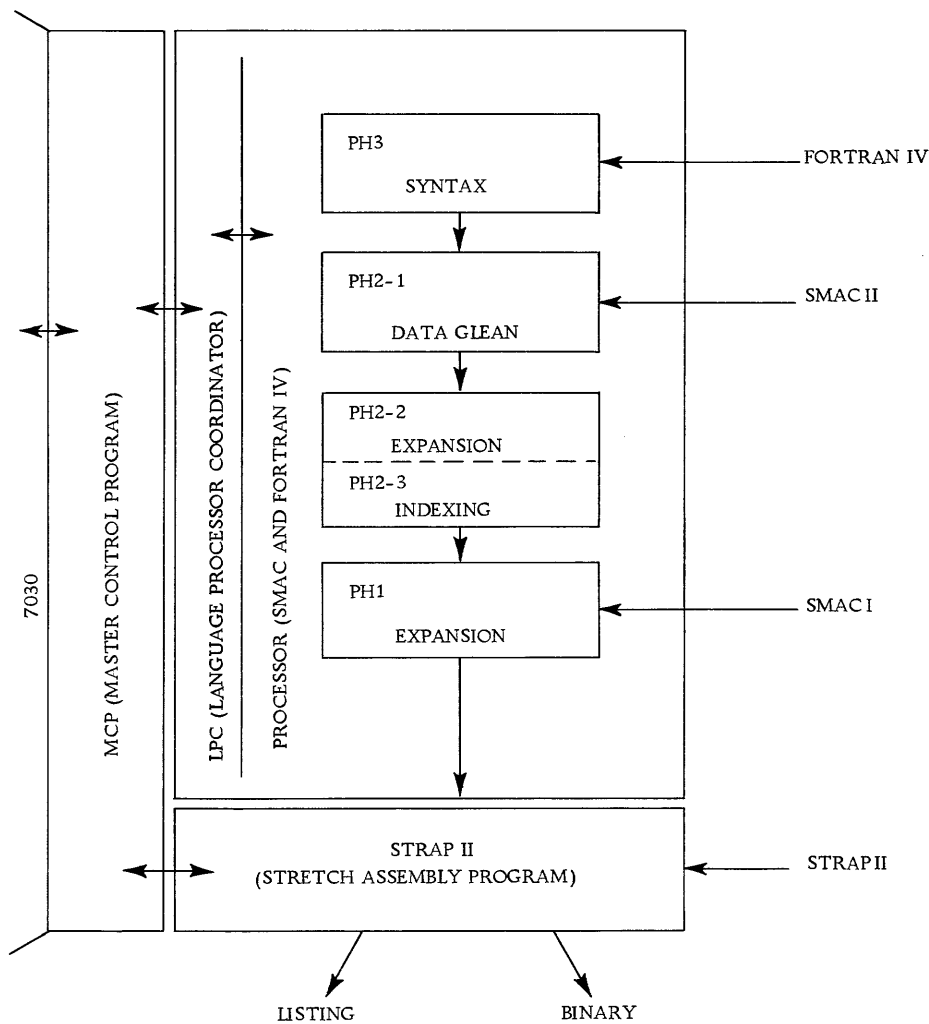 PH3
SYNTAX
FORTRAN IV
PH2-1
DATA GLEAN
SMAC II
PH2-2
EXPANSION
PH2-3
INDEXING
PH1
EXPANSION
SMAC I
7030
MCP (MASTER CONTROL PROGRAM)
LPC (LANGUAGE PROCESSOR COORDINATOR)
PROCESSOR (SMAC AND FORTRAN IV)
STRAP II
(STRETCH ASSEMBLY PROGRAM)
STRAP II
LISTING
BINARY